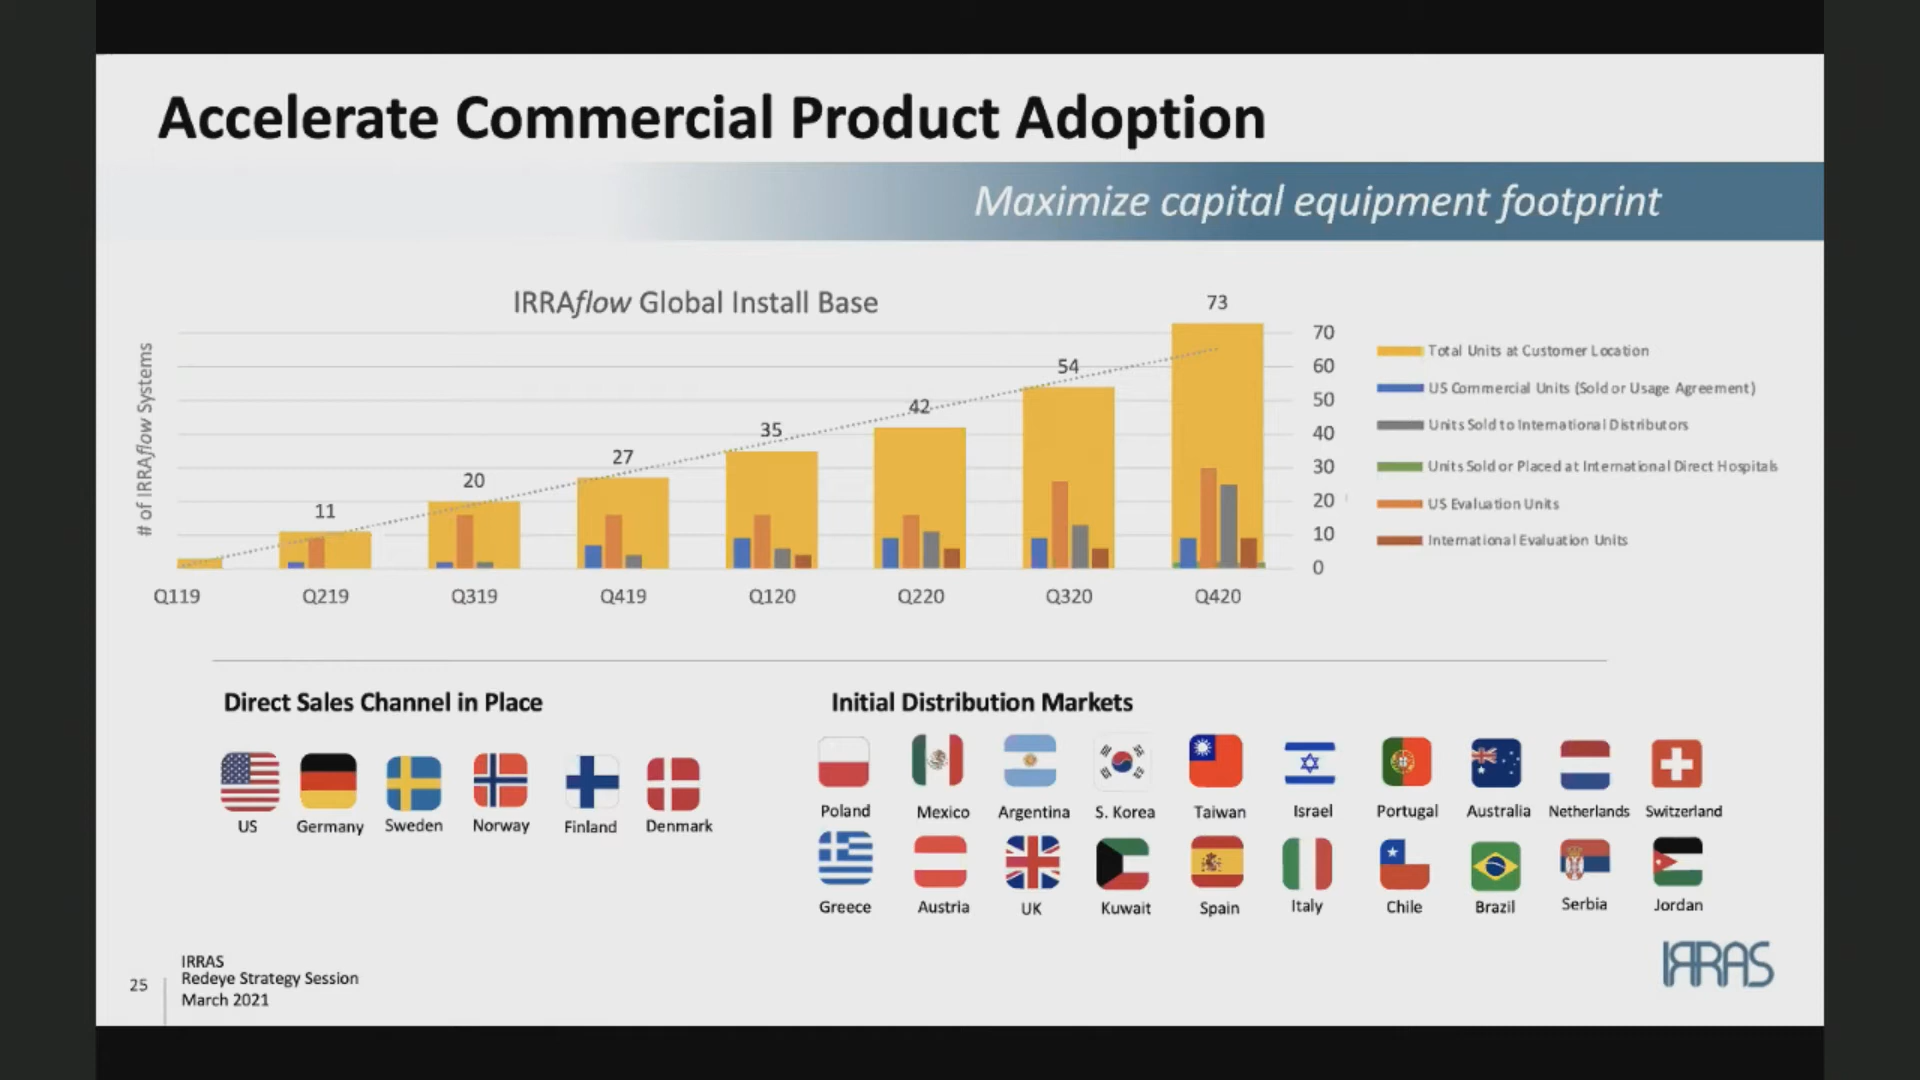 Accelerate Commercial Product Adoption
Maximize capital equipment footprint
IRRAflow Global Install Base
# of IRRAflow Systems
11
20
27
35
42
54
73
70
60
50
40
30
20
10
0
Q119
Q219
Q319
Q419
Q120
Q220
Q320
Q420
Total Units at Customer Location
US Commercial Units (Sold or Usage Agreement)
Units Sold to International Distributors
Units Sold or Placed at International Direct Hospitals
US Evaluation Units
International Evaluation Units
Direct Sales Channel in Place
US
Germany
Sweden
Norway
Finland
Denmark
Initial Distribution Markets
Poland
Mexico
Argentina
S. Korea
Taiwan
Israel
Portugal
Australia
Netherlands
Switzerland
Greece
Austria
UK
Kuwait
Spain
Italy
Chile
Brazil
Serbia
Jordan
25
IRRAS
Redeye Strategy Session
March 2021
IRRAS